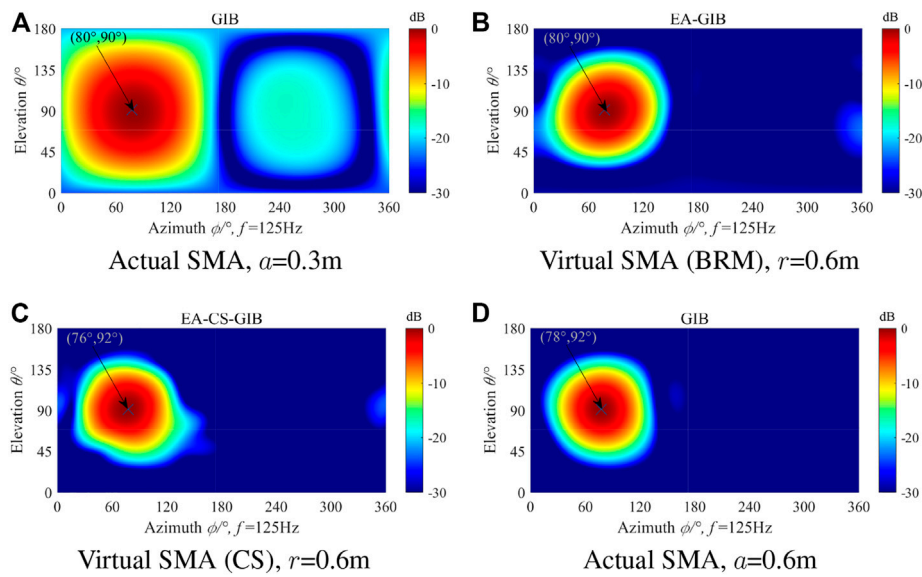 A
GIB
dB
(80°,90°)
180
135
90
45
0
Elevation θ/°
0 60 120 180 240 300 360
Azimuth ϕ/°, f=125Hz
0
-10
-20
-30
Actual SMA, a=0.3m
B
EA-GIB
dB
(80°,90°)
180
135
90
45
0
Elevation θ/°
0 60 120 180 240 300 360
Azimuth ϕ/°, f=125Hz
0
-10
-20
-30
Virtual SMA (BRM), r=0.6m
C
EA-CS-GIB
dB
(76°,92°)
180
135
90
45
0
Elevation θ/°
0 60 120 180 240 300 360
Azimuth ϕ/°, f=125Hz
0
-10
-20
-30
Virtual SMA (CS), r=0.6m
D
GIB
dB
(78°,92°)
180
135
90
45
0
Elevation θ/°
0 60 120 180 240 300 360
Azimuth ϕ/°, f=125Hz
0
-10
-20
-30
Actual SMA, a=0.6m